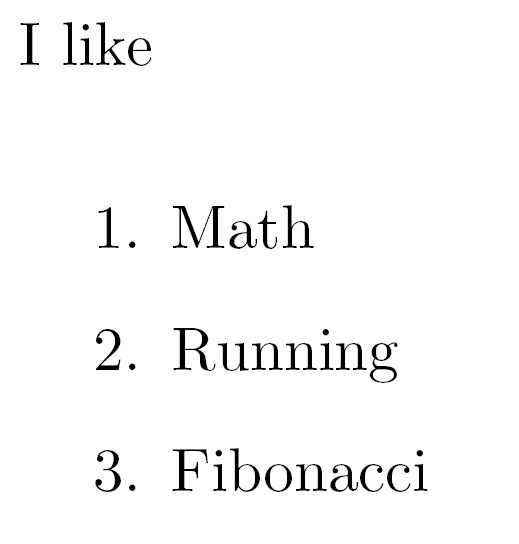 I like
1. Math
2. Running
3. Fibonacci